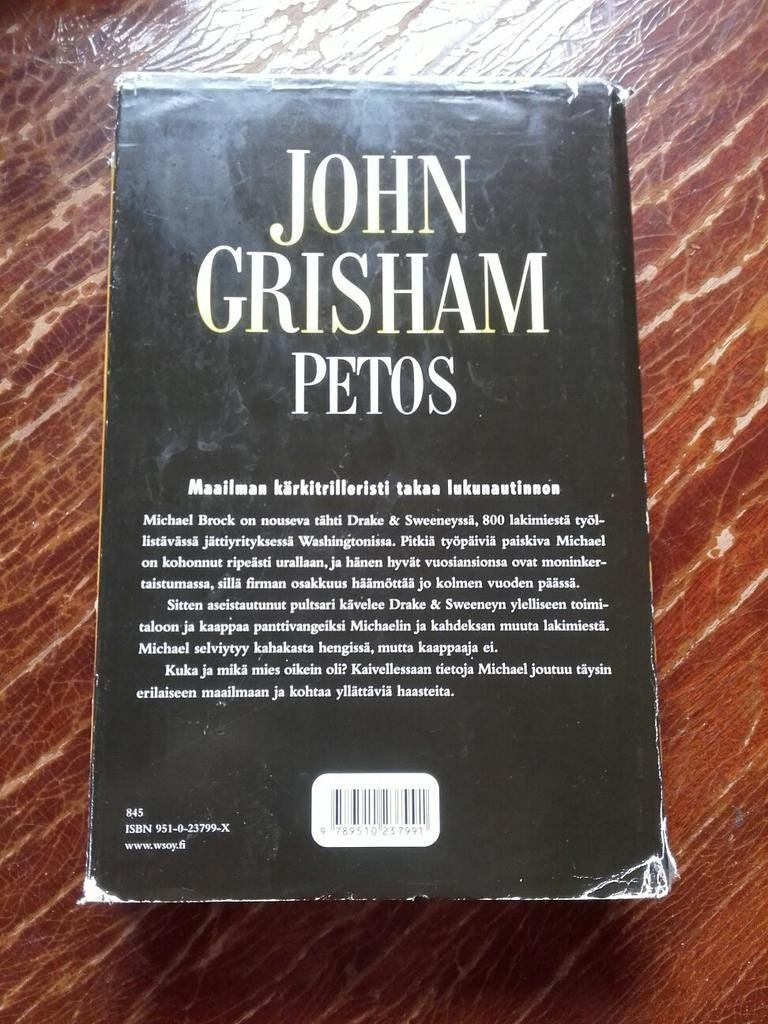 JOHN
GRISHAM
PETOS
Maailman kärkitrilleristi takaa lukunautinnon
Michael Brock on nouseva tähti Drake & Sweeneyssä, 800 lakimiestä työl-
listävässä jättiyrityksessä Washingtonissa. Pitkiä työpäiviä paiskiva Michael
on kohonnut ripeästi urallaan, ja hänen hyvät vuosiansionsa ovat moninker-
taistumassa, sillä firman osakkuus häämöttää jo kolmen vuoden päässä.
Sitten aseistautunut pultsari kävelee Drake & Sweeneyn ylelliseen toimi-
taloon ja kaappaa panttivangeiksi Michaelin ja kahdeksan muuta lakimiestä.
Michael selviytyy kahakasta hengissä, mutta kaappaaja ei.
Kuka ja mikä mies oikein oli? Kaivellessaan tietoja Michael joutuu täysin
erilaiseen maailmaan ja kohtaa yllättäviä haasteita.
845
ISBN 951-0-23799-X
www.wsoy.fi
9 789510 237991